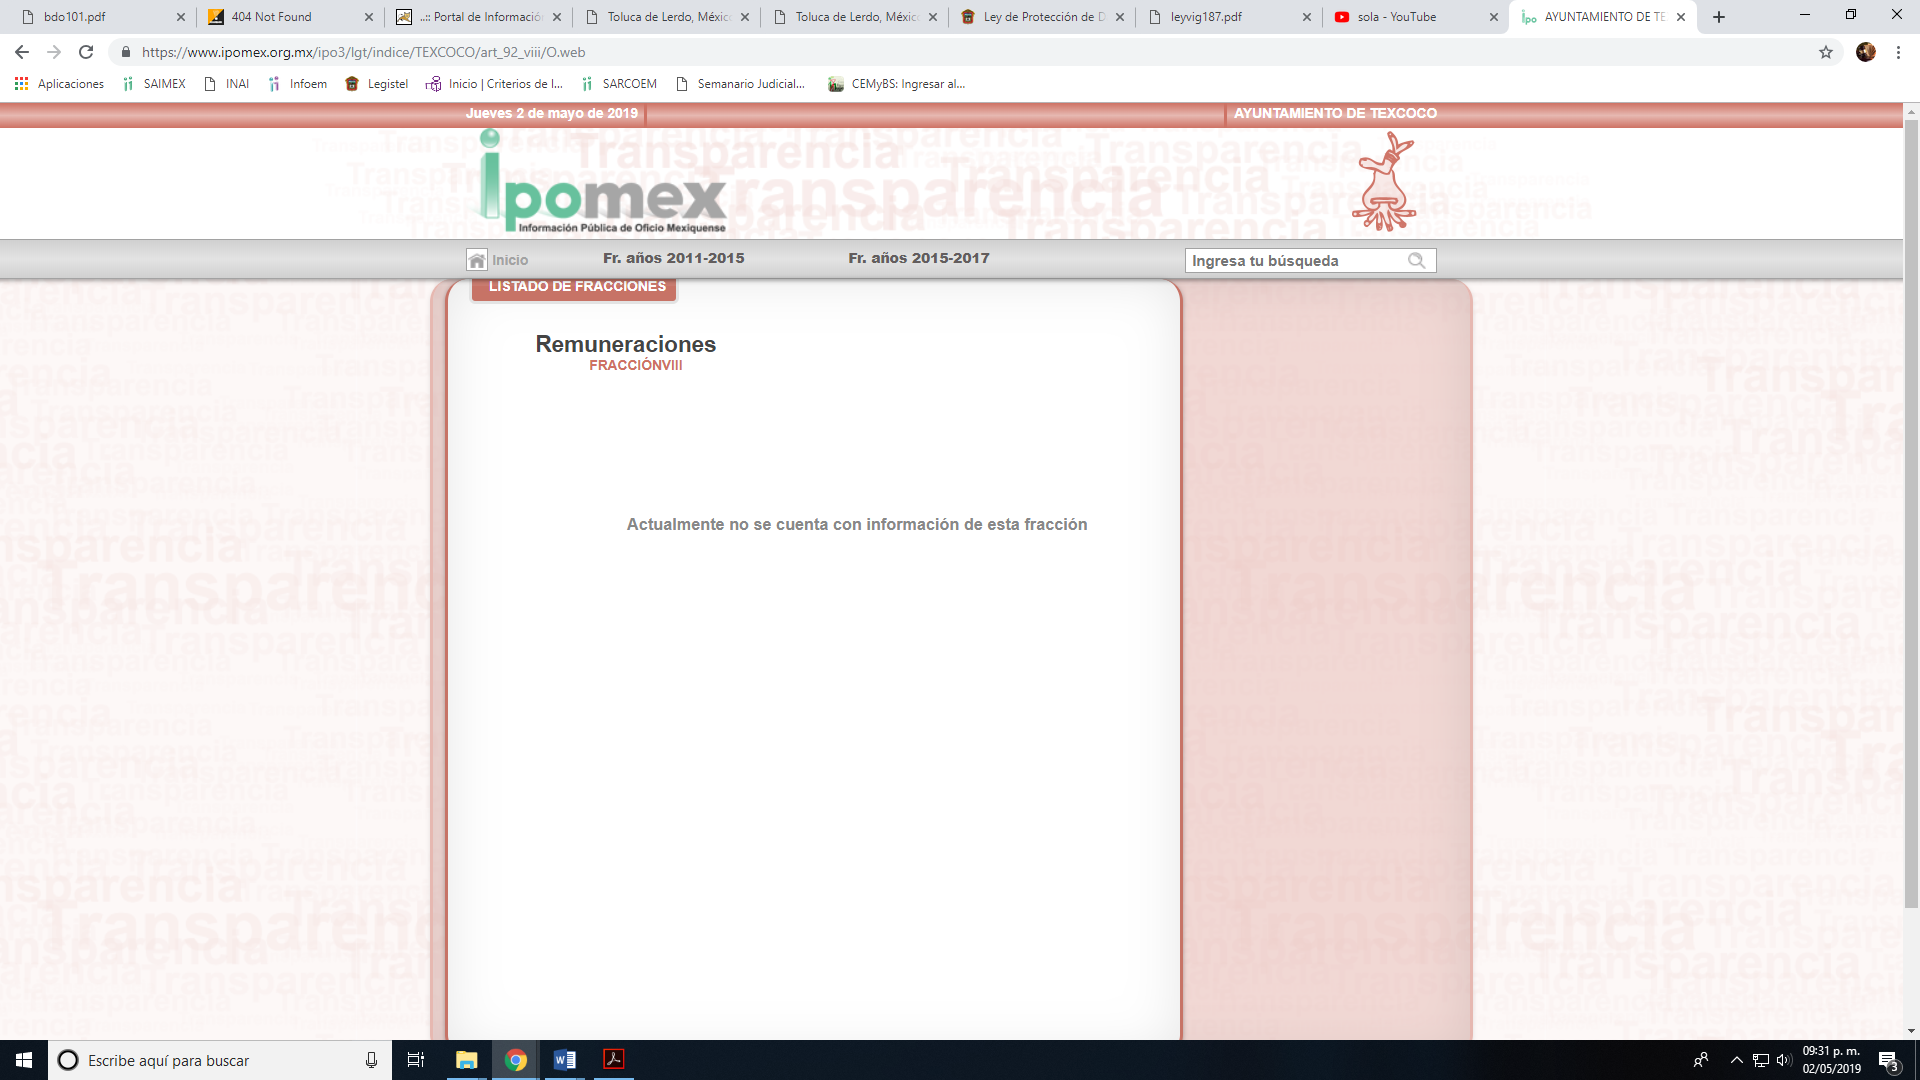 bdo101.pdf
404 Not Found
..:: Portal de Informació
Toluca de Lerdo, Méxic
Toluca de Lerdo, Méxic
Ley de Protección de D
leyvig187.pdf
sola - YouTube
AYUNTAMIENTO DE TE
https://www.ipomex.org.mx/ipo3/lgt/indice/TEXCOCO/art_92_viii/O.web
Aplicaciones
SAIMEX
INAI
Infoem
Legistel
Inicio | Criterios de I...
SARCOEM
Semanario Judicial...
CEMyBS: Ingresar al...
Jueves 2 de mayo de 2019
AYUNTAMIENTO DE TEXCOCO
ipomex
Información Pública de Oficio Mexiquense
Transparencia
Inicio
Fr. años 2011-2015
Fr. años 2015-2017
Ingresa tu búsqueda
LISTADO DE FRACCIONES
Remuneraciones
FRACCIÓNVIII
Actualmente no se cuenta con información de esta fracción
Escribe aquí para buscar
09:31 p. m.
02/05/2019
3